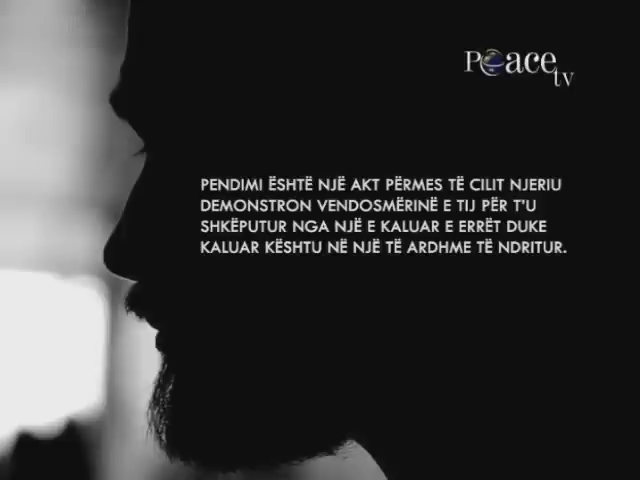 Peace tv
PENDIMI ËSHTË NJË AKT PËRMES TË CILIT NJERIU
DEMONSTRON VENDOSMËRINË E TIJ PËR T'U
SHKËPUTUR NGA NJË E KALUAR E ERRËT DUKE
KALUAR KËSHTU NË NJË TË ARDHME TË NDRITUR.